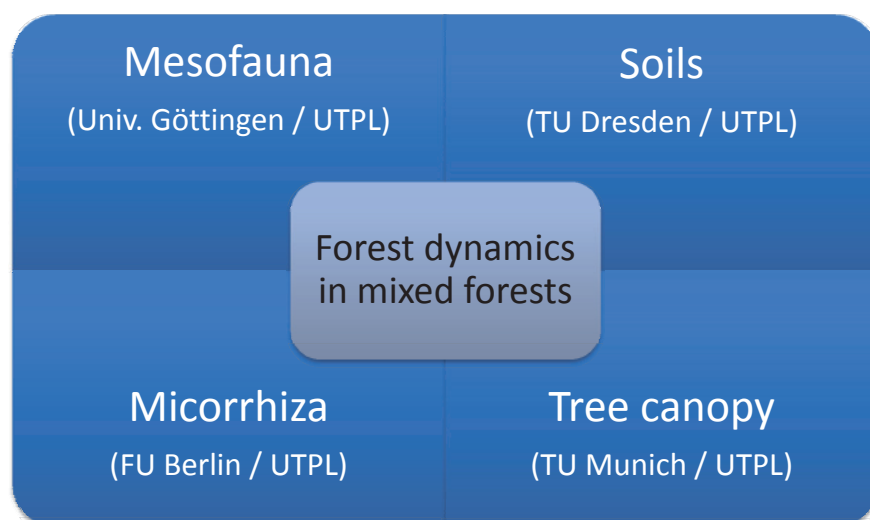 Mesofauna
(Univ. Göttingen / UTPL)
Soils
(TU Dresden / UTPL)
Forest dynamics
in mixed forests
Micorrhiza
(FU Berlin / UTPL)
Tree canopy
(TU Munich / UTPL)